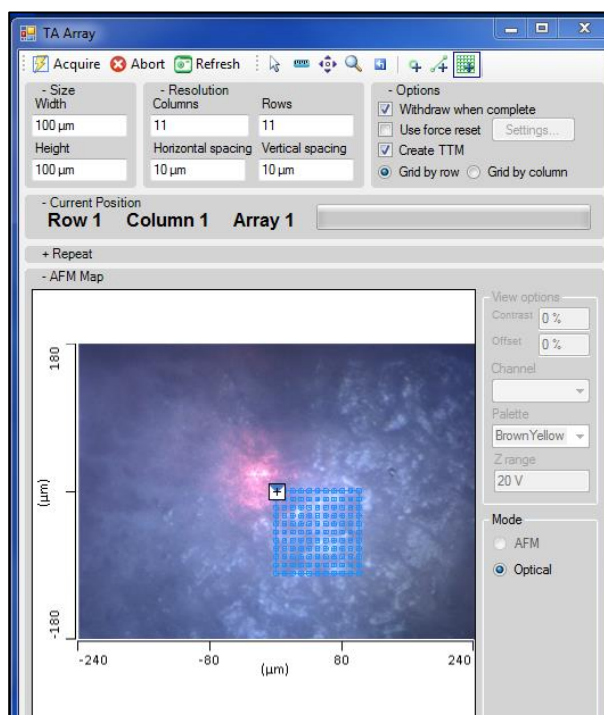 TA Array
Acquire Abort Refresh
- Size
Width
100 µm
Height
100 µm
- Resolution
Columns Rows
11 11
Horizontal spacing Vertical spacing
10 µm 10 µm
- Options
Withdraw when complete
Use force reset Settings...
Create TTM
Grid by row Grid by column
- Current Position
Row 1 Column 1 Array 1
+ Repeat
- AFM Map
180
(µm)
-180
-240 -80 80 240
(µm)
View options
Contrast 0 %
Offset 0 %
Channel
Palette
BrownYellow
Z range
20 V
Mode
AFM
Optical